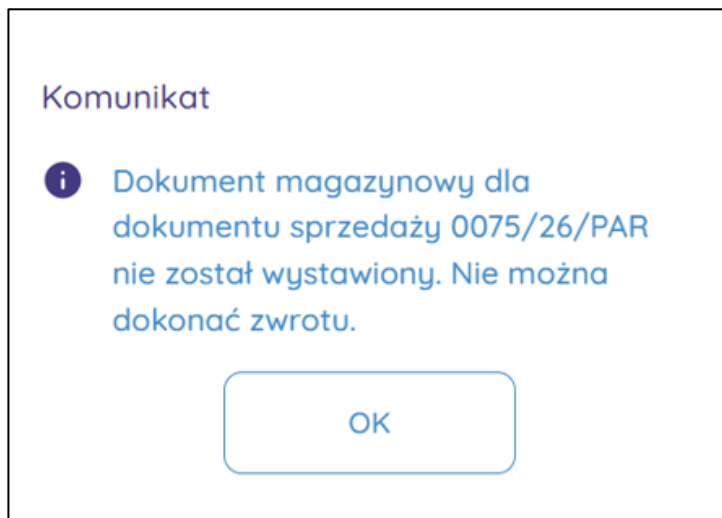 Komunikat
Dokument magazynowy dla
dokumentu sprzedaży 0075/26/PAR
nie został wystawiony. Nie można
dokonać zwrotu.
OK